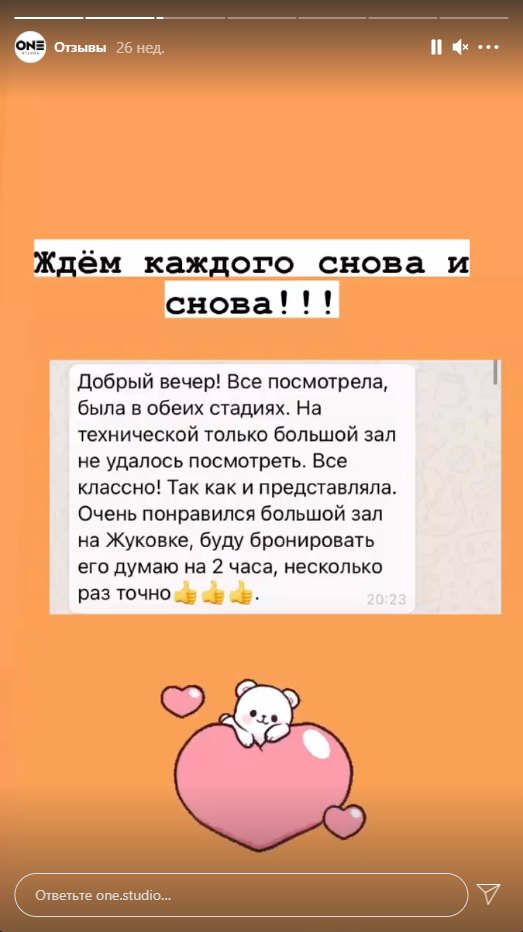 ONE
Отзывы 26 нед.
Ждём каждого снова и
снова!!!
Добрый вечер! Все посмотрела,
была в обеих стадиях. На
технической только большой зал
не удалось посмотреть. Все
классно! Так как и представляла.
Очень понравился большой зал
на Жуковке, буду бронировать
его думаю на 2 часа, несколько
раз точно👍👍👍.
20:23
Ответьте one.studio...